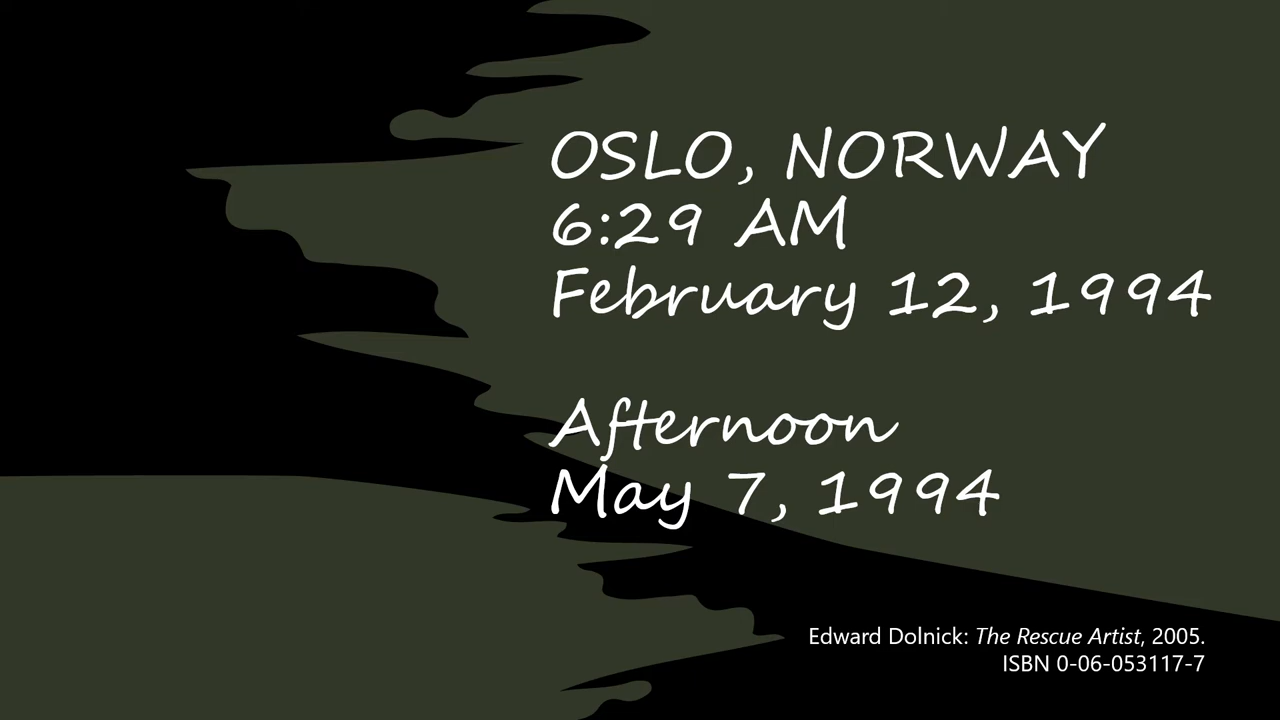 OSLO, NORWAY
6:29 AM
February 12, 1994
Afternoon
May 7, 1994
Edward Dolnick: The Rescue Artist, 2005.
ISBN 0-06-053117-7